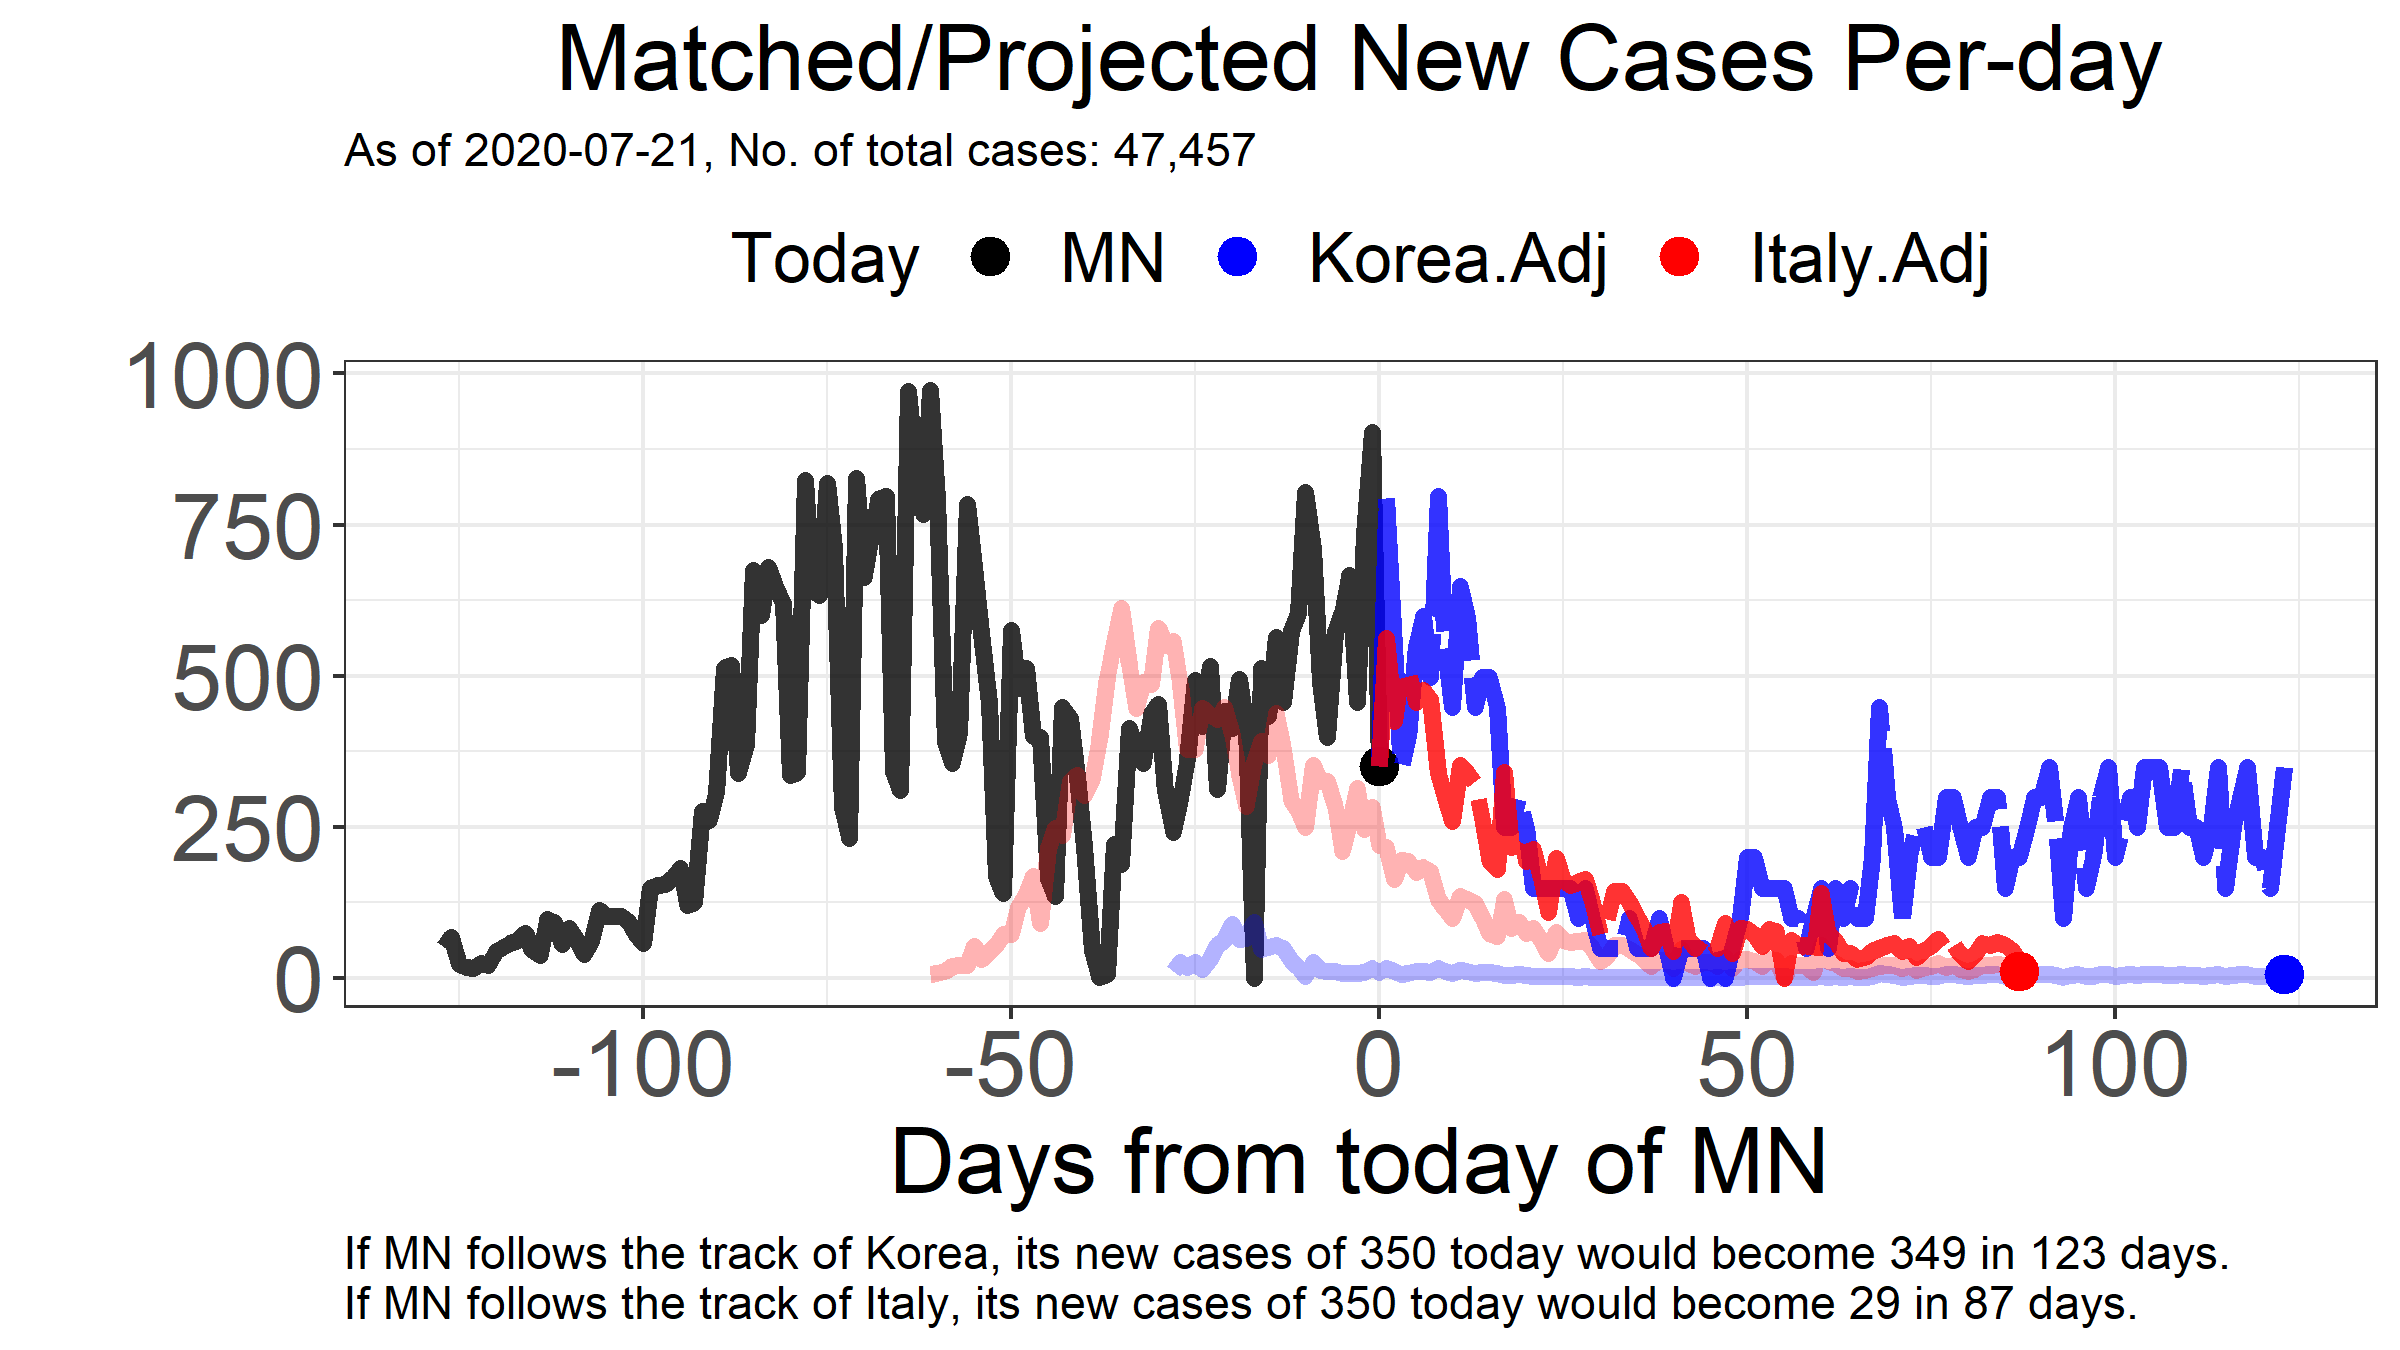 Matched/Projected New Cases Per-day
As of 2020-07-21, No. of total cases: 47,457
Today MN Korea.Adj Italy.Adj
1000
750
500
250
0
-100 -50 0 50 100
Days from today of MN
If MN follows the track of Korea, its new cases of 350 today would become 349 in 123 days.
If MN follows the track of Italy, its new cases of 350 today would become 29 in 87 days.